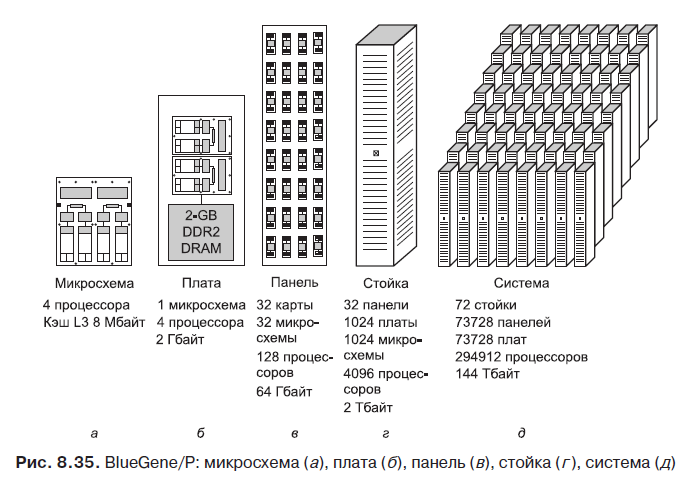 2-GB
DDR2
DRAM
Микросхема
4 процессора
Кэш L3 8 Мбайт
Плата
1 микросхема
4 процессора
2 Гбайт
Панель
32 карты
32 микро-
схемы
128 процес-
соров
64 Гбайт
Стойка
32 панели
1024 платы
1024 микро-
схемы
4096 процес-
соров
2 Тбайт
Система
72 стойки
73728 панелей
73728 плат
294912 процессоров
144 Тбайт
а
б
в
г
д
Рис. 8.35. BlueGene/P: микросхема (а), плата (б), панель (в), стойка (г), система (д)